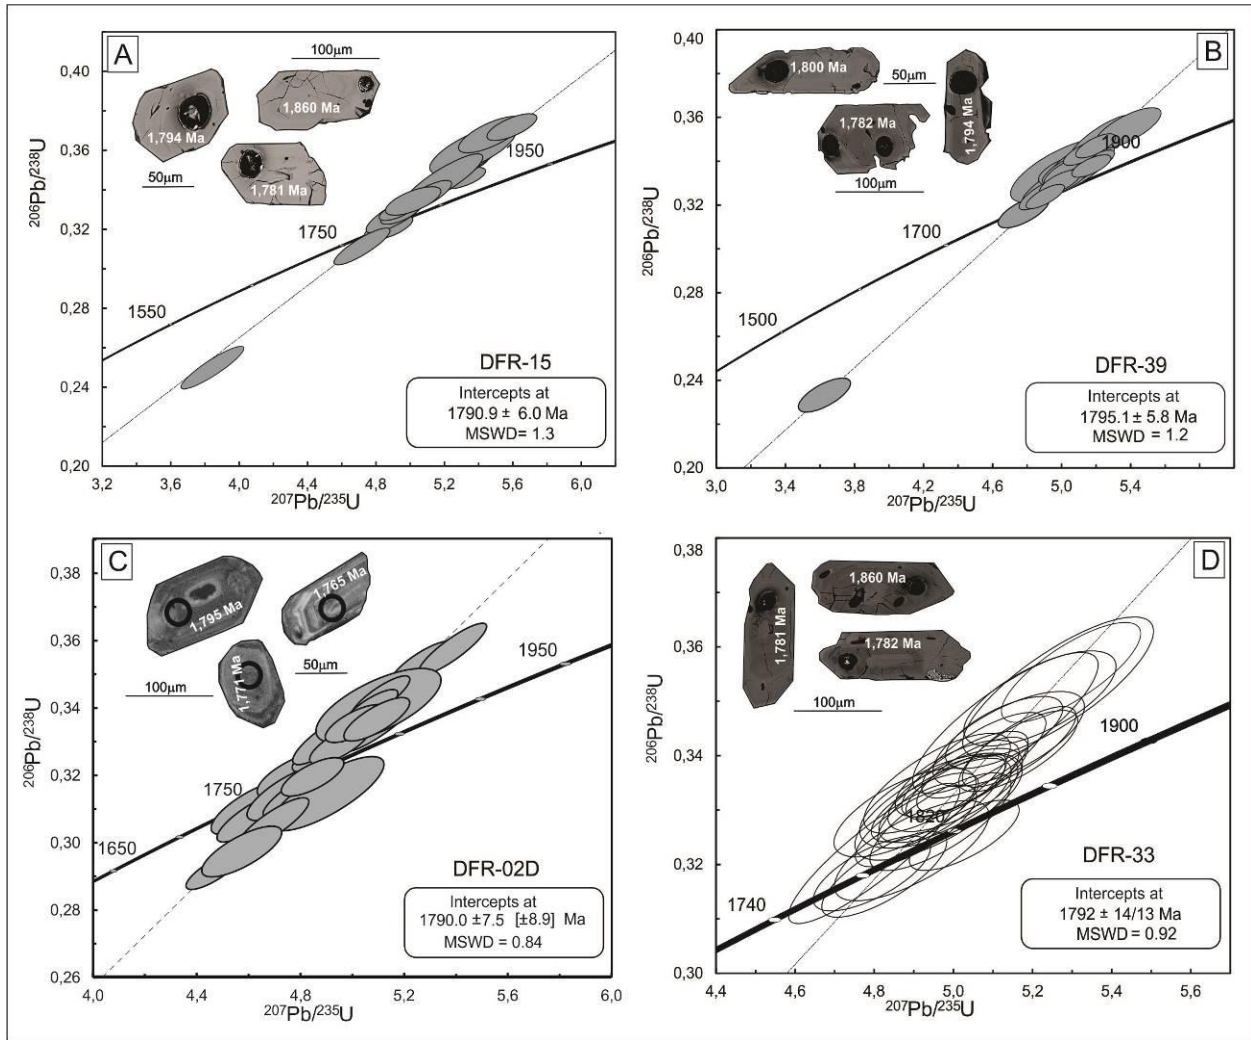 A
100µm
1,794 Ma
1,860 Ma
50µm
1,781 Ma
1950
1750
1550
0,40
0,36
0,32
0,28
0,24
0,20
206Pb/238U
DFR-15
Intercepts at
1790.9 ± 6.0 Ma
MSWD= 1.3
3,2 4,0 4,8 5,6 6,2
207Pb/235U
B
1,800 Ma
50µm
1,782 Ma
1,794 Ma
100µm
1900
1700
1500
0,40
0,36
0,32
0,28
0,24
0,20
206Pb/238U
DFR-39
Intercepts at
1795.1 ± 5.8 Ma
MSWD = 1.2
3,0 3,4 3,8 4,2 4,6 5,0 5,4
207Pb/235U
C
1,795 Ma
1,765 Ma
1,771 Ma
50µm
100µm
1950
1750
1650
0,38
0,36
0,34
0,32
0,30
0,28
0,26
206Pb/238U
DFR-02D
Intercepts at
1790.0 ±7.5 [±8.9] Ma
MSWD = 0.84
4,0 4,4 4,8 5,2 5,6 6,0
207Pb/235U
D
1,781 Ma
1,860 Ma
1,782 Ma
100µm
1900
1820
1740
0,38
0,36
0,34
0,32
0,30
206Pb/238U
DFR-33
Intercepts at
1792 ± 14/13 Ma
MSWD = 0.92
4,4 4,6 4,8 5,0 5,2 5,4 5,6
207Pb/235U